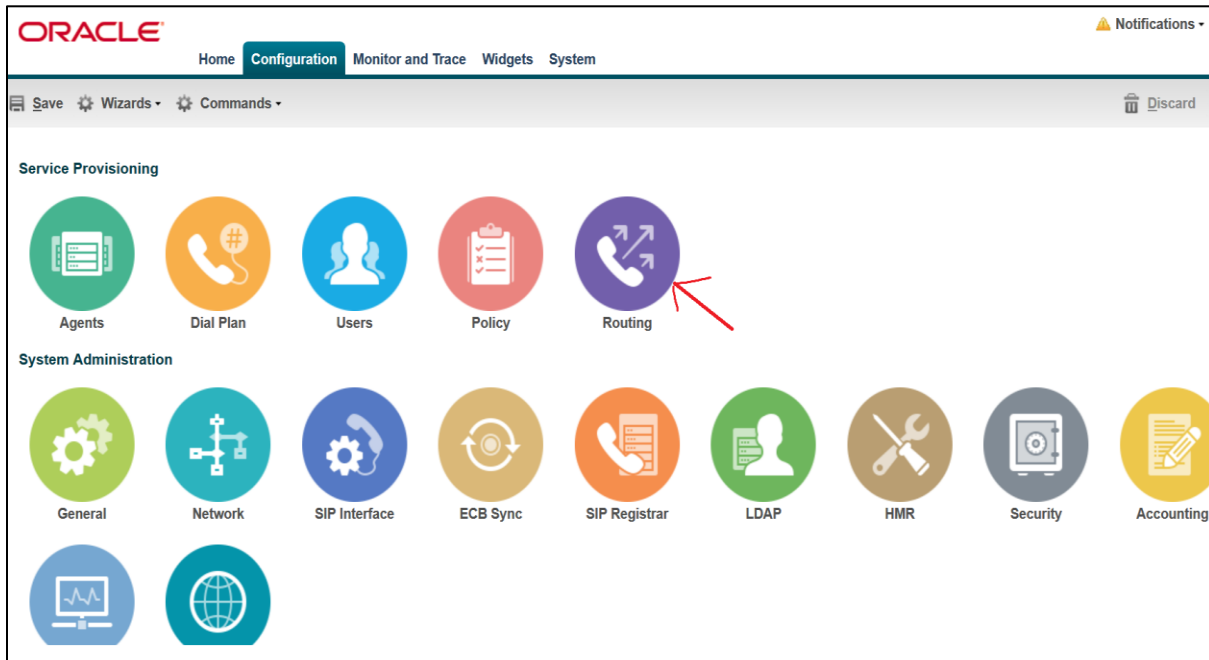 ORACLE
Notifications
Home Configuration Monitor and Trace Widgets System
Save Wizards Commands Discard
Service Provisioning
#
Agents Dial Plan Users Policy Routing
System Administration
General Network SIP Interface ECB Sync SIP Registrar LDAP HMR Security Accounting